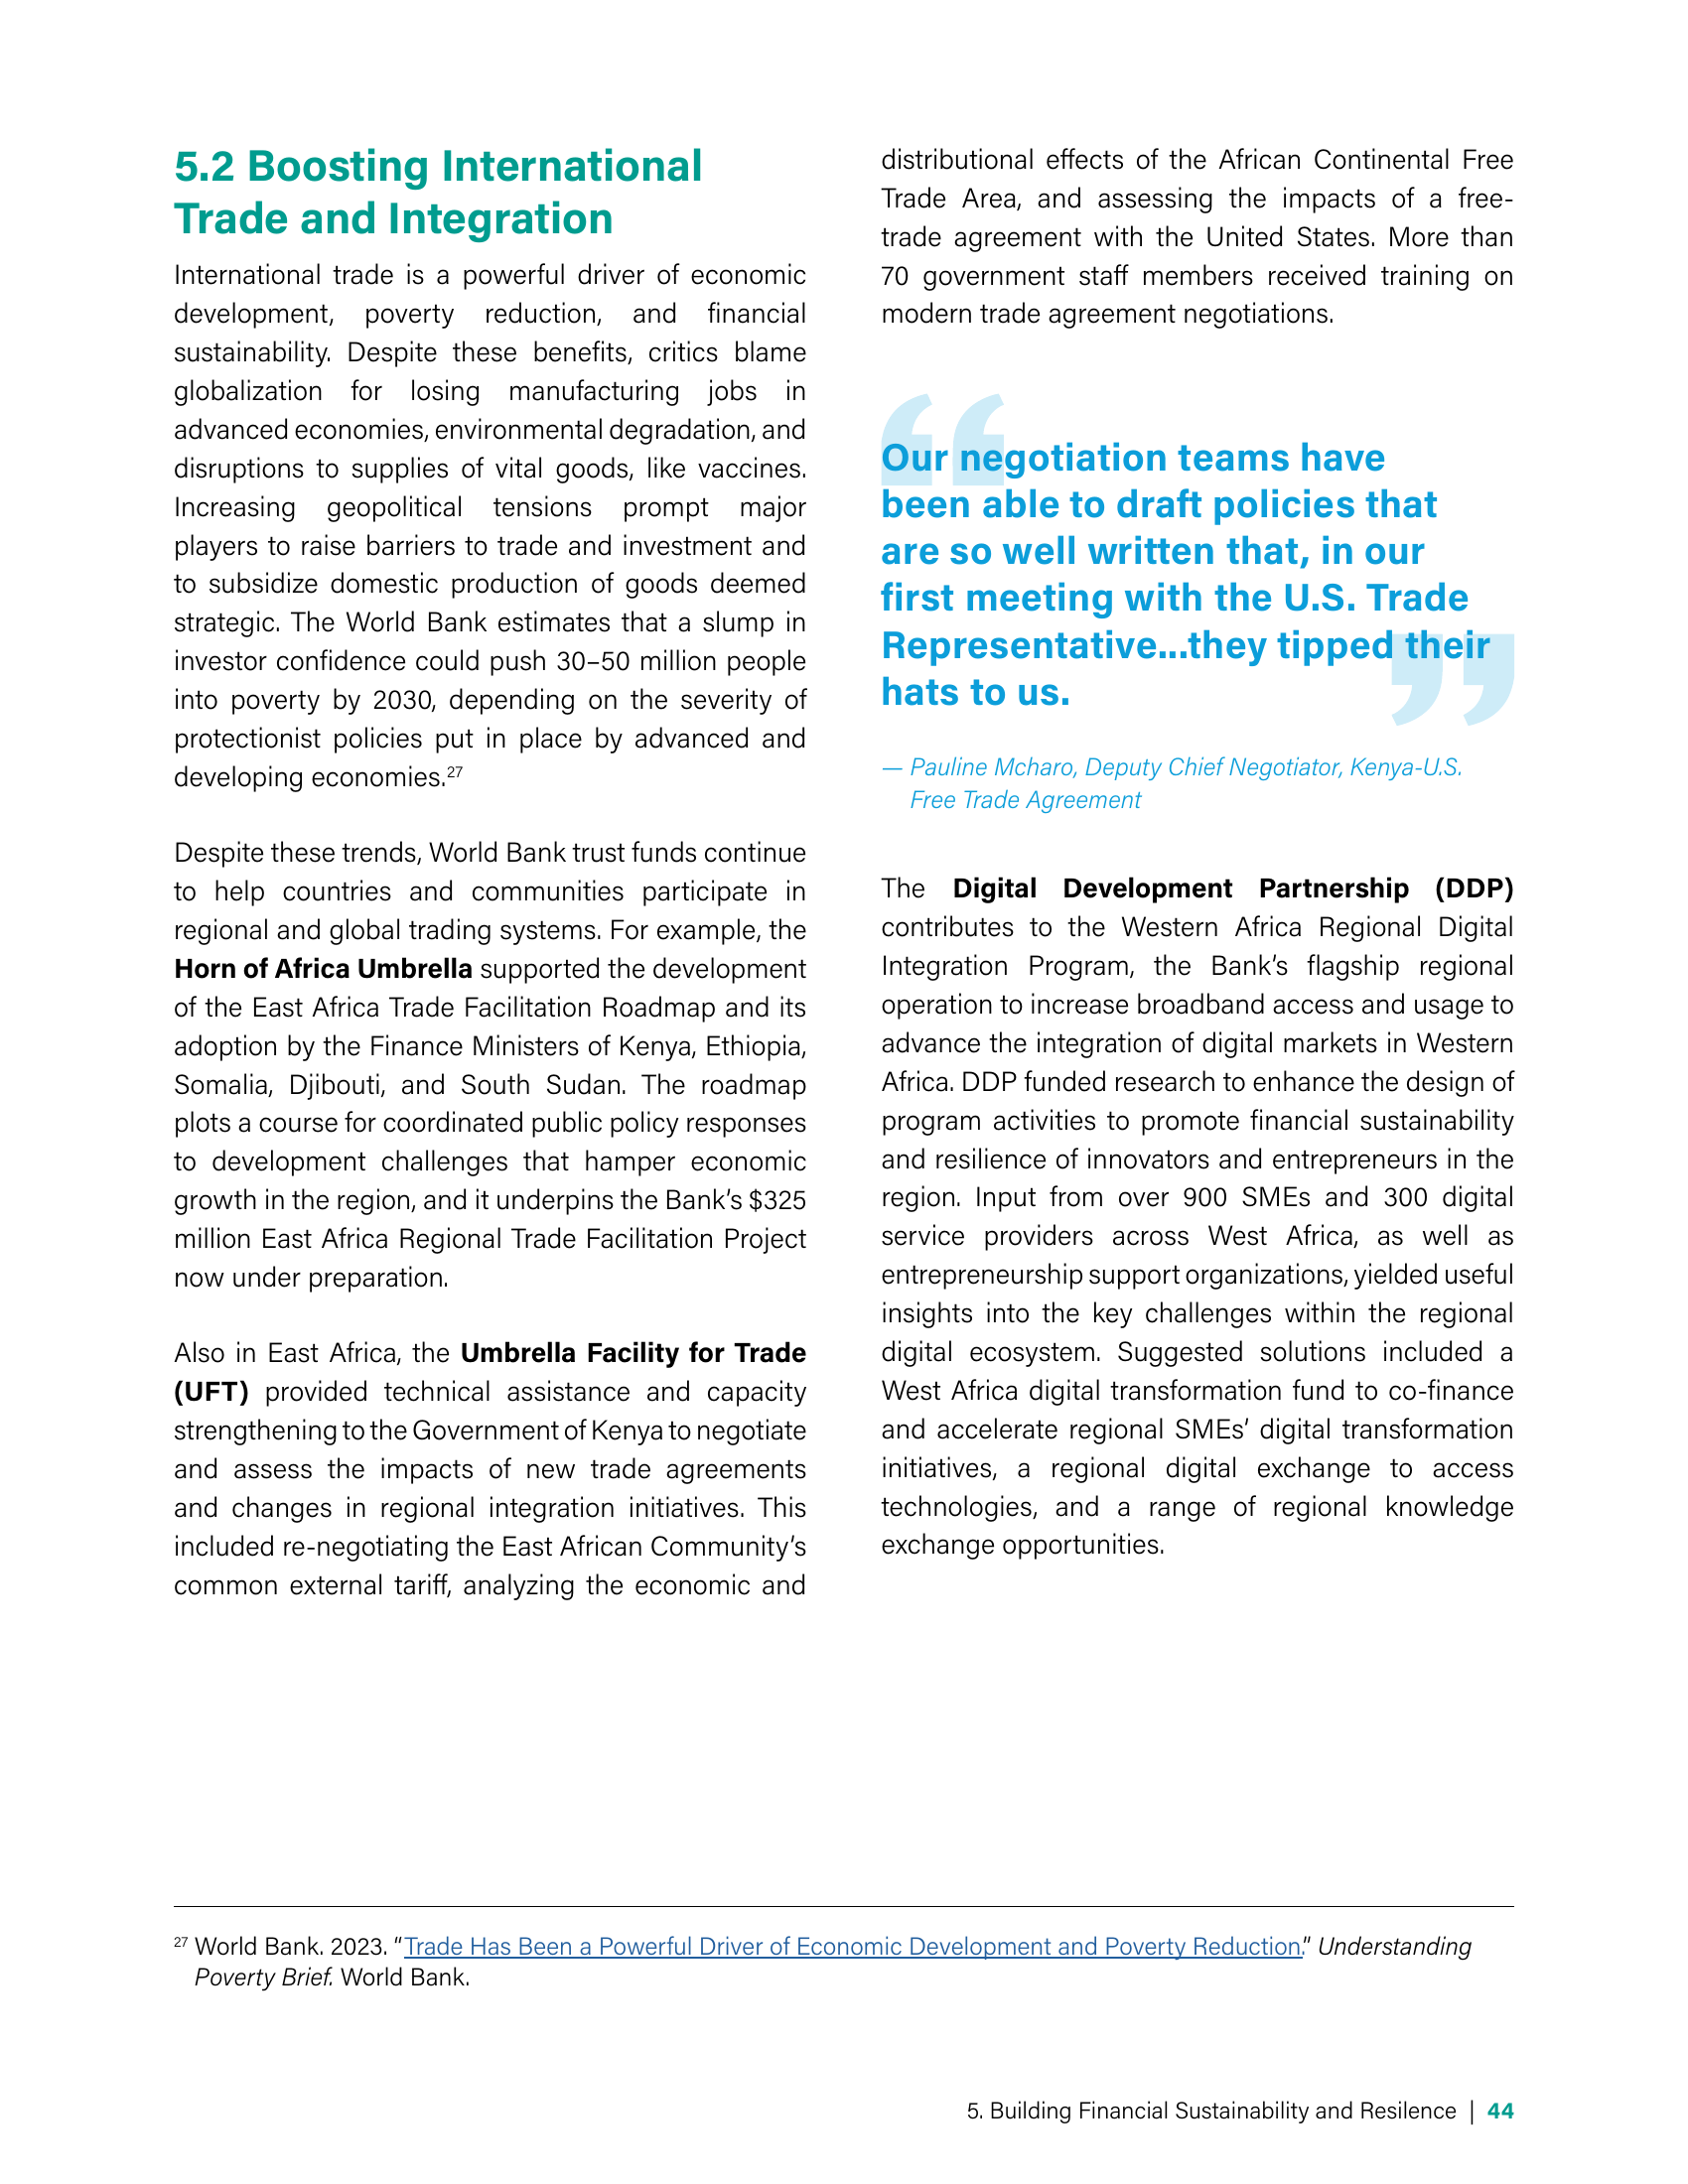 5.2 Boosting International
Trade and Integration
International trade is a powerful driver of economic
development, poverty reduction, and financial
sustainability. Despite these benefits, critics blame
globalization for losing manufacturing jobs in
advanced economies, environmental degradation, and
disruptions to supplies of vital goods, like vaccines.
Increasing geopolitical tensions prompt major
players to raise barriers to trade and investment and
to subsidize domestic production of goods deemed
strategic. The World Bank estimates that a slump in
investor confidence could push 30–50 million people
into poverty by 2030, depending on the severity of
protectionist policies put in place by advanced and
developing economies.27
Despite these trends, World Bank trust funds continue
to help countries and communities participate in
regional and global trading systems. For example, the
Horn of Africa Umbrella supported the development
of the East Africa Trade Facilitation Roadmap and its
adoption by the Finance Ministers of Kenya, Ethiopia,
Somalia, Djibouti, and South Sudan. The roadmap
plots a course for coordinated public policy responses
to development challenges that hamper economic
growth in the region, and it underpins the Bank’s $325
million East Africa Regional Trade Facilitation Project
now under preparation.
Also in East Africa, the Umbrella Facility for Trade
(UFT) provided technical assistance and capacity
strengthening to the Government of Kenya to negotiate
and assess the impacts of new trade agreements
and changes in regional integration initiatives. This
included re-negotiating the East African Community’s
common external tariff, analyzing the economic and
distributional effects of the African Continental Free
Trade Area, and assessing the impacts of a free-
trade agreement with the United States. More than
70 government staff members received training on
modern trade agreement negotiations.
“Our negotiation teams have
been able to draft policies that
are so well written that, in our
first meeting with the U.S. Trade
Representative...they tipped their
hats to us.”
— Pauline Mcharo, Deputy Chief Negotiator, Kenya-U.S.
Free Trade Agreement
The Digital Development Partnership (DDP)
contributes to the Western Africa Regional Digital
Integration Program, the Bank’s flagship regional
operation to increase broadband access and usage to
advance the integration of digital markets in Western
Africa. DDP funded research to enhance the design of
program activities to promote financial sustainability
and resilience of innovators and entrepreneurs in the
region. Input from over 900 SMEs and 300 digital
service providers across West Africa, as well as
entrepreneurship support organizations, yielded useful
insights into the key challenges within the regional
digital ecosystem. Suggested solutions included a
West Africa digital transformation fund to co-finance
and accelerate regional SMEs’ digital transformation
initiatives, a regional digital exchange to access
technologies, and a range of regional knowledge
exchange opportunities.
27 World Bank. 2023. “Trade Has Been a Powerful Driver of Economic Development and Poverty Reduction.” Understanding
Poverty Brief. World Bank.
5. Building Financial Sustainability and Resilence | 44